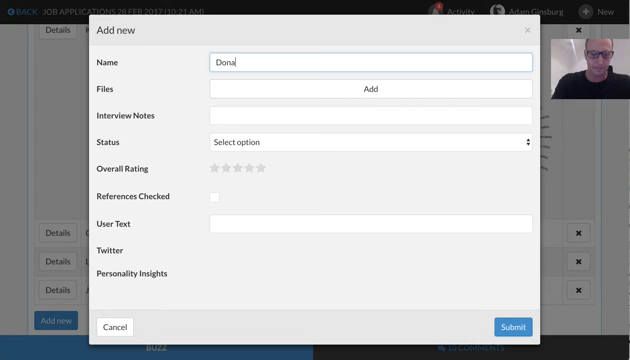 BACK JOB APPLICATIONS 28 FEB 2017 (10:21 AM)
4 Activity Adam Ginsburg + New
Details
Add new ×
Name Dona
Files Add
Interview Notes
Status Select option
Overall Rating
References Checked
User Text
Details
Twitter
Details
Personality Insights
Details
Add new
Cancel Submit
BUZZ 10 COMMENTS